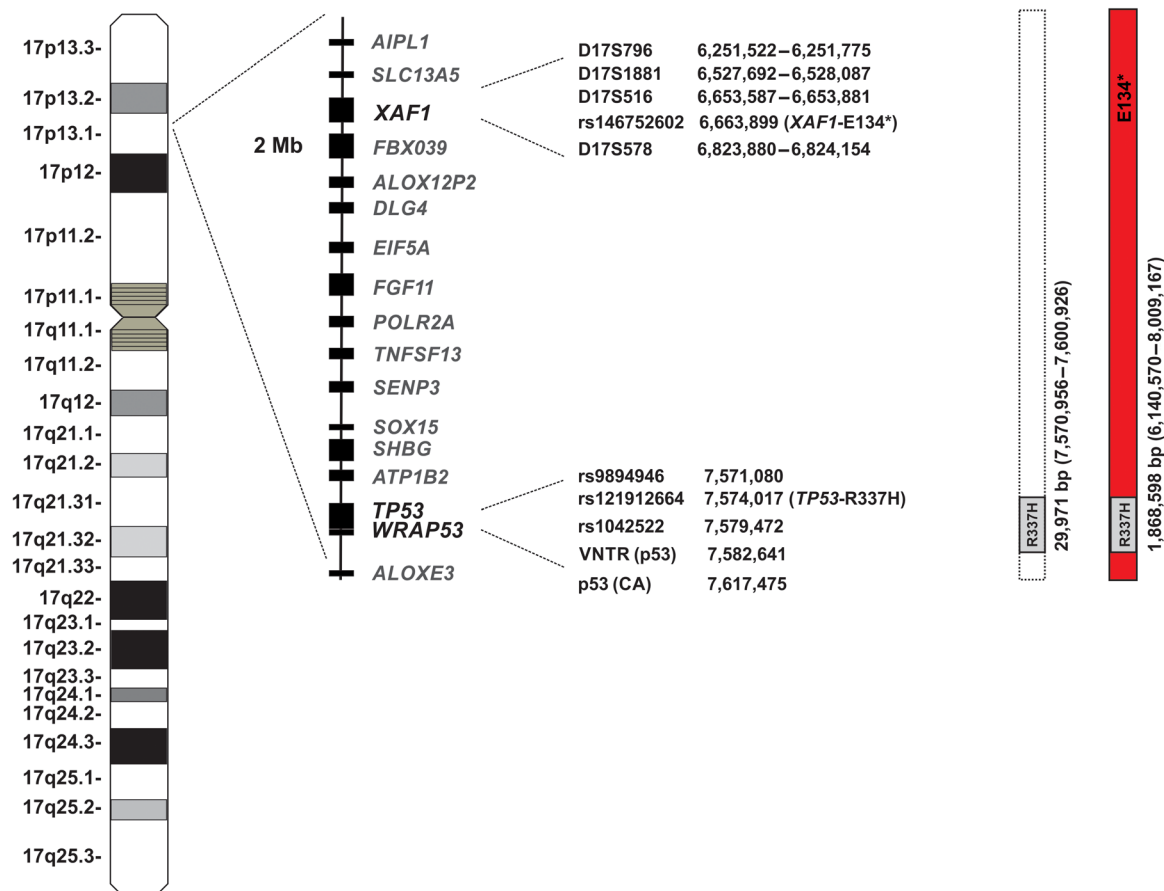 17p13.3-
17p13.2-
17p13.1-
17p12-
17p11.2-
17p11.1-
17q11.1-
17q11.2-
17q12-
17q21.1-
17q21.2-
17q21.31-
17q21.32-
17q21.33-
17q22-
17q23.1-
17q23.2-
17q23.3-
17q24.1-
17q24.2-
17q24.3-
17q25.1-
17q25.2-
17q25.3-
2 Mb
AIPL1
SLC13A5
XAF1
FBX039
ALOX12P2
DLG4
EIF5A
FGF11
POLR2A
TNFSF13
SENP3
SOX15
SHBG
ATP1B2
TP53
WRAP53
ALOXE3
D17S796 6,251,522–6,251,775
D17S1881 6,527,692–6,528,087
D17S516 6,653,587–6,653,881
rs146752602 6,663,899 (XAF1-E134*)
D17S578 6,823,880–6,824,154
rs9894946 7,571,080
rs121912664 7,574,017 (TP53-R337H)
rs1042522 7,579,472
VNTR (p53) 7,582,641
p53 (CA) 7,617,475
R337H
29,971 bp (7,570,956–7,600,926)
E134*
R337H
1,868,598 bp (6,140,570–8,009,167)